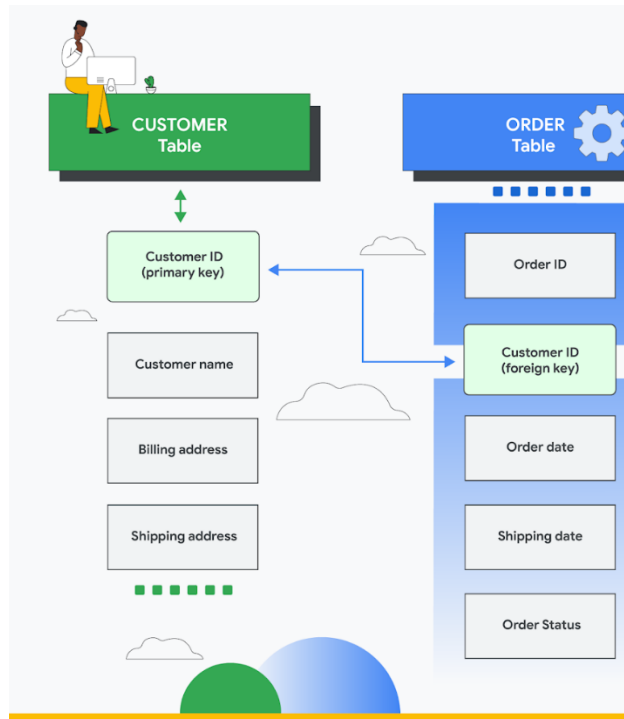 CUSTOMER
Table
Customer ID
(primary key)
Customer name
Billing address
Shipping address
ORDER
Table
Order ID
Customer ID
(foreign key)
Order date
Shipping date
Order Status